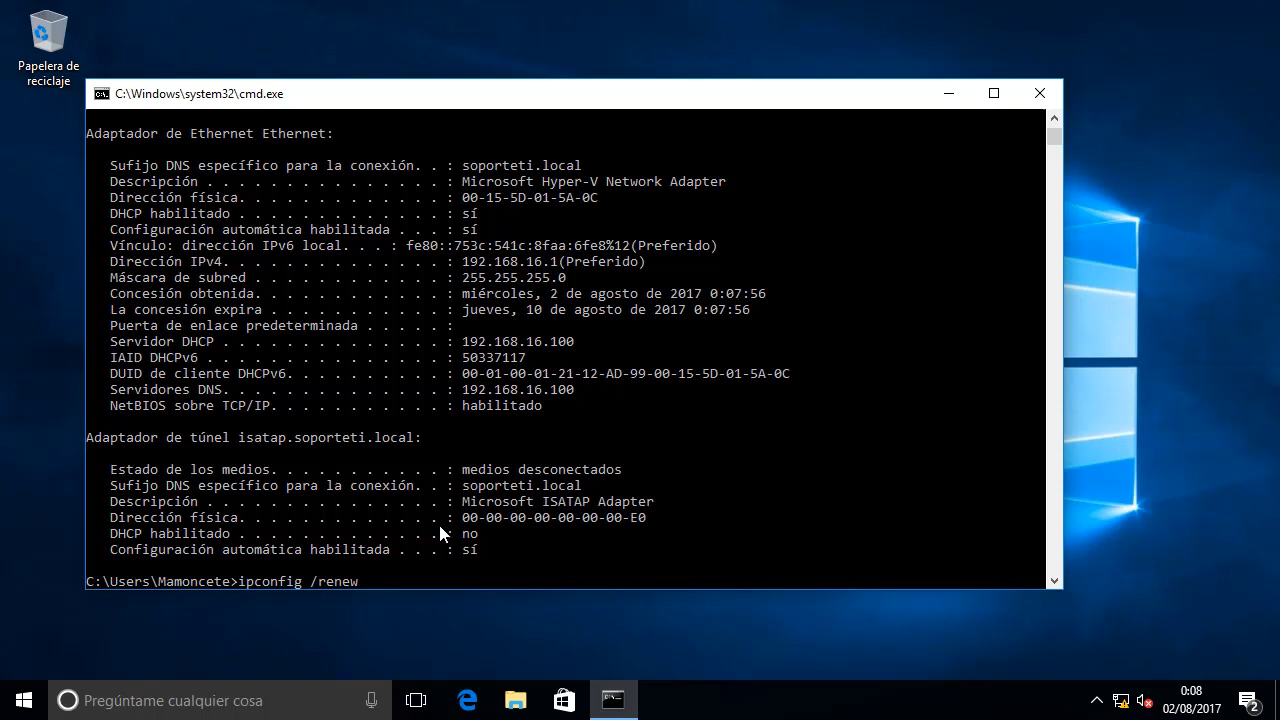 Papelera de
reciclaje
C:\Windows\system32\cmd.exe
Adaptador de Ethernet Ethernet:
Sufijo DNS específico para la conexión. . : soporteti.local
Descripción . . . . . . . . . . . . . . . : Microsoft Hyper-V Network Adapter
Dirección física. . . . . . . . . . . . . : 00-15-5D-01-5A-0C
DHCP habilitado . . . . . . . . . . . . . : sí
Configuración automática habilitada . . . : sí
Vínculo: dirección IPv6 local. . . : fe80::753c:541c:8faa:6fe8%12(Preferido)
Dirección IPv4. . . . . . . . . . . . . . : 192.168.16.1(Preferido)
Máscara de subred . . . . . . . . . . . . : 255.255.255.0
Concesión obtenida. . . . . . . . . . . . : miércoles, 2 de agosto de 2017 0:07:56
La concesión expira . . . . . . . . . . . : jueves, 10 de agosto de 2017 0:07:56
Puerta de enlace predeterminada . . . . . :
Servidor DHCP . . . . . . . . . . . . . . : 192.168.16.100
IAID DHCPv6 . . . . . . . . . . . . . . . : 50337117
DUID de cliente DHCPv6. . . . . . . . . . : 00-01-00-01-21-12-AD-99-00-15-5D-01-5A-0C
Servidores DNS. . . . . . . . . . . . . . : 192.168.16.100
NetBIOS sobre TCP/IP. . . . . . . . . . . : habilitado
Adaptador de túnel isatap.soporteti.local:
Estado de los medios. . . . . . . . . . . : medios desconectados
Sufijo DNS específico para la conexión. . : soporteti.local
Descripción . . . . . . . . . . . . . . . : Microsoft ISATAP Adapter
Dirección física. . . . . . . . . . . . . : 00-00-00-00-00-00-00-E0
DHCP habilitado . . . . . . . . . . . . . : no
Configuración automática habilitada . . . : sí
C:\Users\Mamoncete>ipconfig /renew
Pregúntame cualquier cosa
0:08
02/08/2017
2